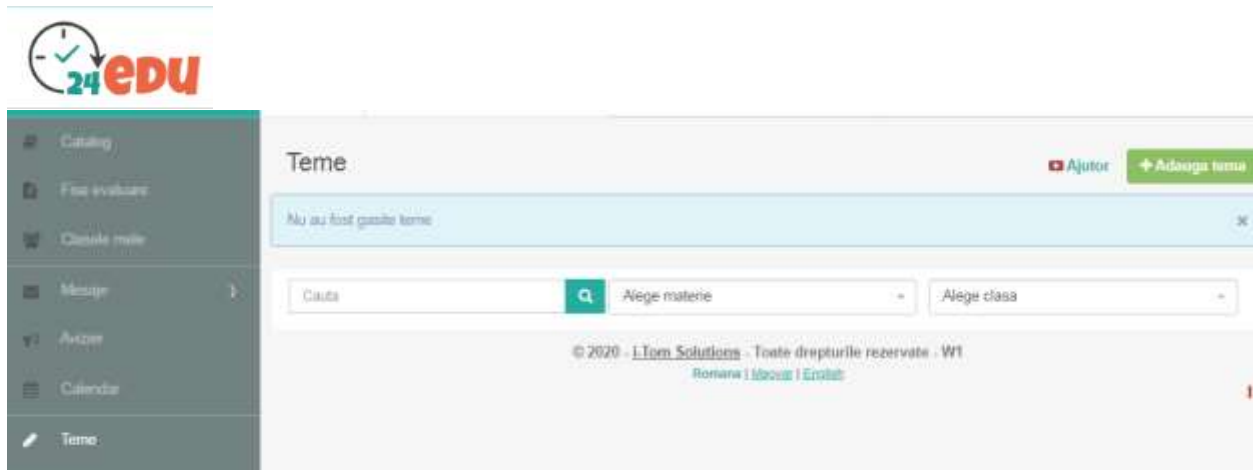 24edu
Catalog
Teme
Ajutor
+ Adauga tema
Fisa evaluare
Nu au fost gasite teme
×
Clasele mele
Mesaje
Cauta
Alege materie
Alege clasa
Avizier
© 2020 - I-Tom Solutions - Toate drepturile rezervate - W1
Romana | Magyar | English
Calendar
Teme